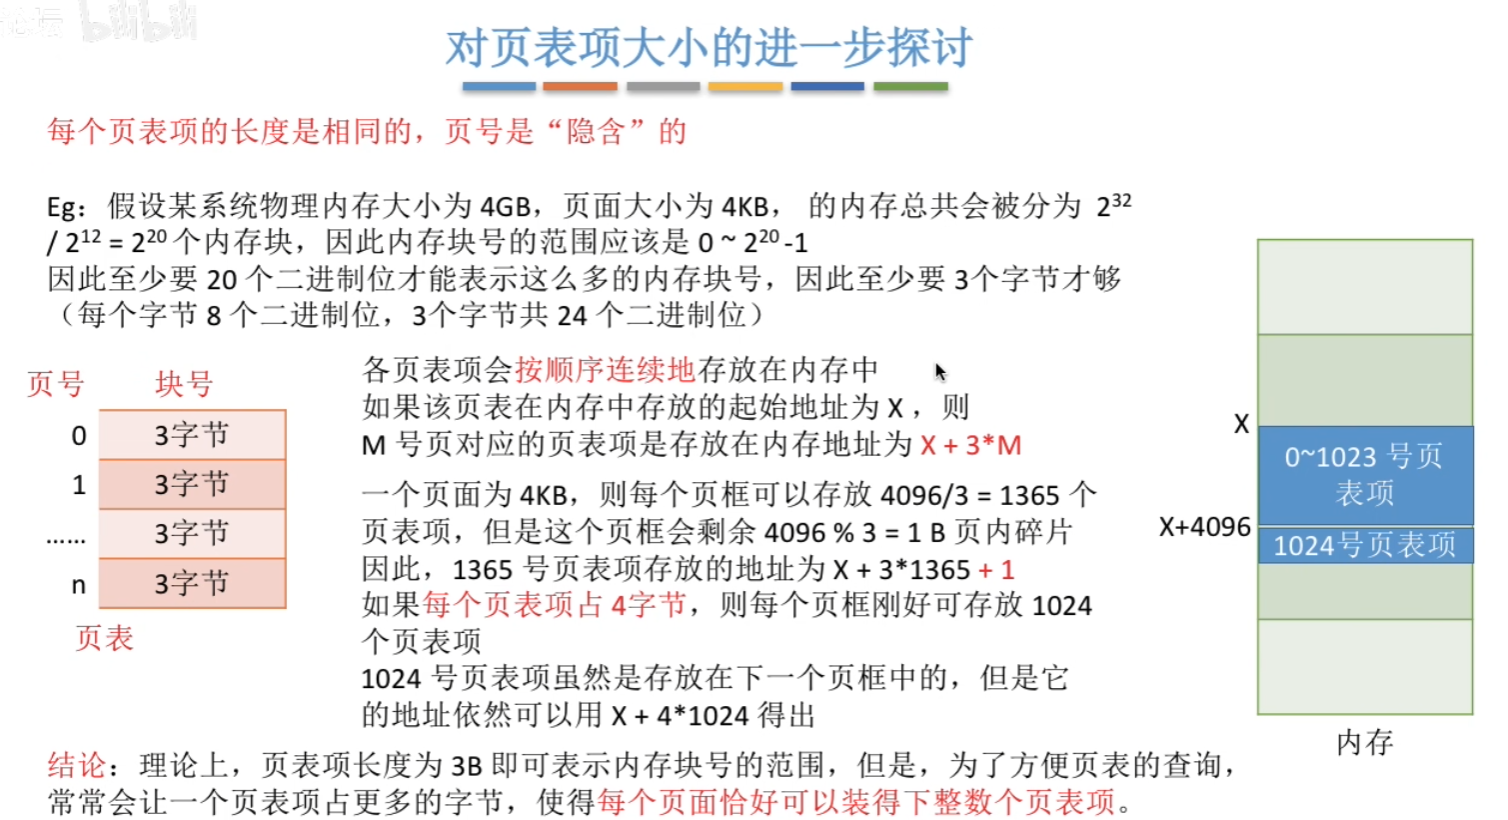 论坛 bilibili
对页表项大小的进一步探讨
每个页表项的长度是相同的，页号是“隐含”的
Eg：假设某系统物理内存大小为 4GB，页面大小为 4KB， 的内存总共会被分为 2³²
/ 2¹² = 2²⁰ 个内存块，因此内存块号的范围应该是 0 ~ 2²⁰ -1
因此至少要 20 个二进制位才能表示这么多的内存块号，因此至少要 3个字节才够
（每个字节 8 个二进制位，3个字节共 24 个二进制位）
页号 块号
0 3字节
1 3字节
…… 3字节
n 3字节
页表
各页表项会按顺序连续地存放在内存中
如果该页表在内存中存放的起始地址为 X ，则
M 号页对应的页表项是存放在内存地址为 X + 3*M
一个页面为 4KB，则每个页框可以存放 4096/3 = 1365 个
页表项，但是这个页框会剩余 4096 % 3 = 1 B 页内碎片
因此，1365 号页表项存放的地址为 X + 3*1365 + 1
如果每个页表项占 4字节，则每个页框刚好可存放 1024
个页表项
1024 号页表项虽然是存放在下一个页框中的，但是它
的地址依然可以用 X + 4*1024 得出
X
0~1023 号页
表项
X+4096
1024号页表项
内存
结论：理论上，页表项长度为 3B 即可表示内存块号的范围，但是，为了方便页表的查询，
常常会让一个页表项占更多的字节，使得每个页面恰好可以装得下整数个页表项。